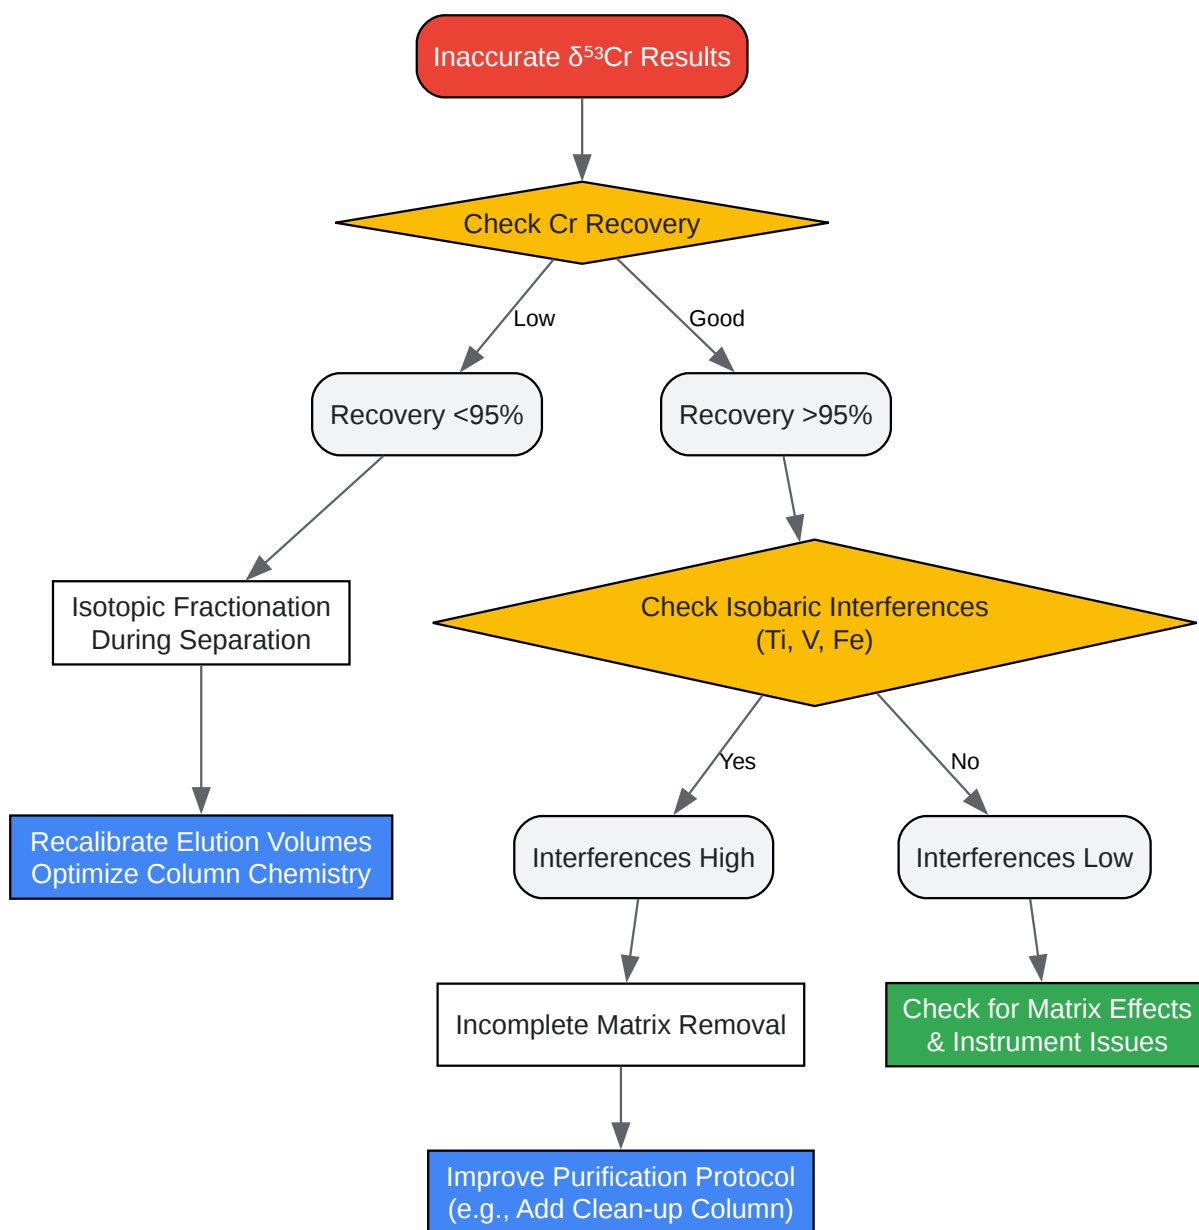 Inaccurate δ⁵³Cr Results
Check Cr Recovery
Low
Good
Recovery <95%
Recovery >95%
Isotopic Fractionation
During Separation
Check Isobaric Interferences
(Ti, V, Fe)
Yes
No
Recalibrate Elution Volumes
Optimize Column Chemistry
Interferences High
Interferences Low
Incomplete Matrix Removal
Check for Matrix Effects
& Instrument Issues
Improve Purification Protocol
(e.g., Add Clean-up Column)